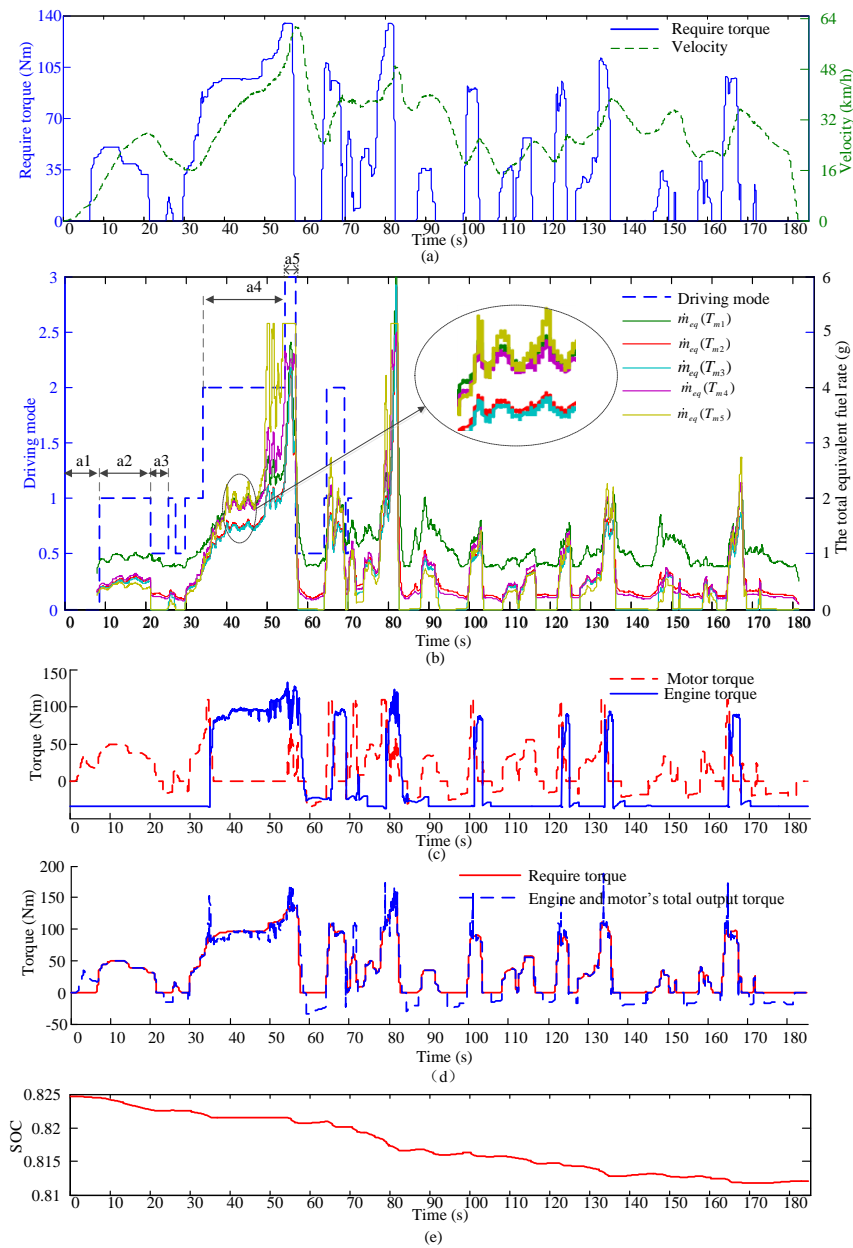 140
105
70
35
0
Require torque (Nm)
Require torque
Velocity
64
48
32
16
0
Velocity (km/h)
0 10 20 30 40 50 60 70 80 90 100 110 120 130 140 150 160 170 180
Time (s)
(a)
3
2.5
2
1.5
1
0.5
0
Driving mode
a1
a2
a3
a4
a5
Driving mode
ṁeq(Tm1)
ṁeq(Tm2)
ṁeq(Tm3)
ṁeq(Tm4)
ṁeq(Tm5)
6
5
4
3
2
1
0
The total equivalent fuel rate (g)
0 10 20 30 40 50 60 70 80 90 100 110 120 130 140 150 160 170 180
Time (s)
(b)
150
100
50
0
Torque (Nm)
Motor torque
Engine torque
0 10 20 30 40 50 60 70 80 90 100 110 120 130 140 150 160 170 180
Time (s)
(c)
200
150
100
50
0
-50
Torque (Nm)
Require torque
Engine and motor's total output torque
0 10 20 30 40 50 60 70 80 90 100 110 120 130 140 150 160 170 180
Time (s)
(d)
0.825
0.82
0.815
0.81
SOC
0 10 20 30 40 50 60 70 80 90 100 110 120 130 140 150 160 170 180
Time (s)
(e)